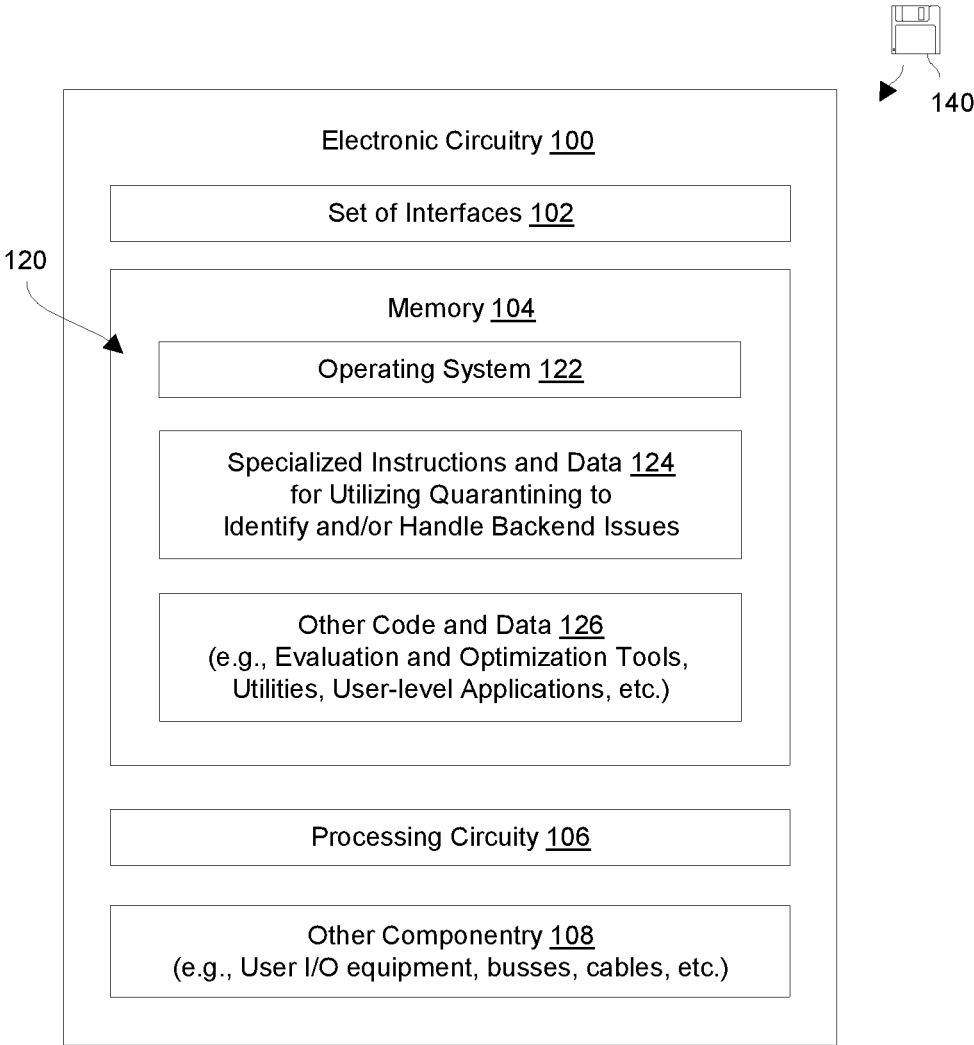 140
Electronic Circuitry 100
Set of Interfaces 102
120
Memory 104
Operating System 122
Specialized Instructions and Data 124
for Utilizing Quarantining to
Identify and/or Handle Backend Issues
Other Code and Data 126
(e.g., Evaluation and Optimization Tools,
Utilities, User-level Applications, etc.)
Processing Circuity 106
Other Componentry 108
(e.g., User I/O equipment, busses, cables, etc.)